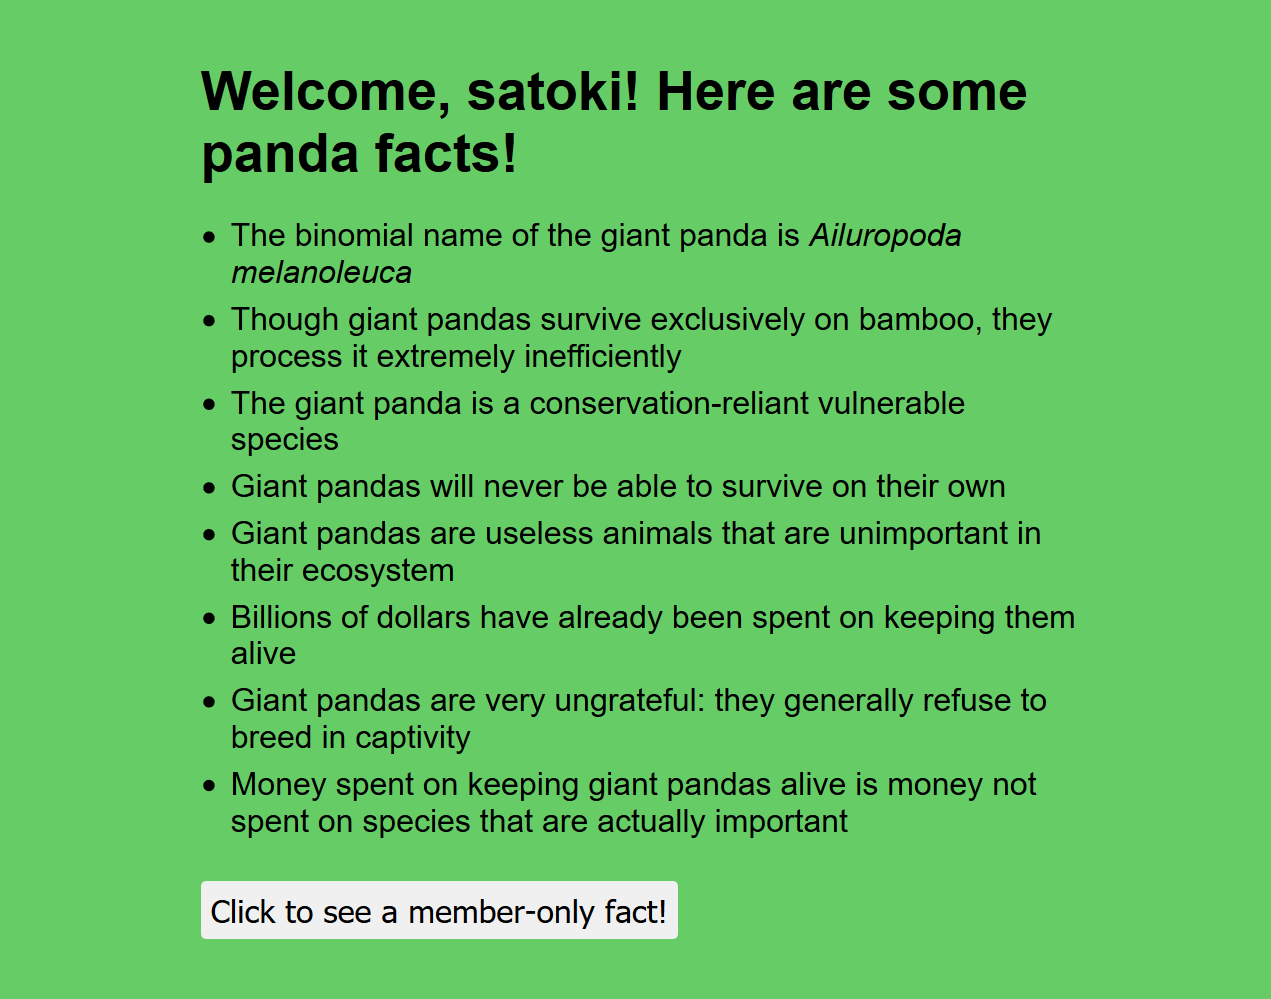 Welcome, satoki! Here are some
panda facts!
• The binomial name of the giant panda is Ailuropoda
melanoleuca
• Though giant pandas survive exclusively on bamboo, they
process it extremely inefficiently
• The giant panda is a conservation-reliant vulnerable
species
• Giant pandas will never be able to survive on their own
• Giant pandas are useless animals that are unimportant in
their ecosystem
• Billions of dollars have already been spent on keeping them
alive
• Giant pandas are very ungrateful: they generally refuse to
breed in captivity
• Money spent on keeping giant pandas alive is money not
spent on species that are actually important
Click to see a member-only fact!